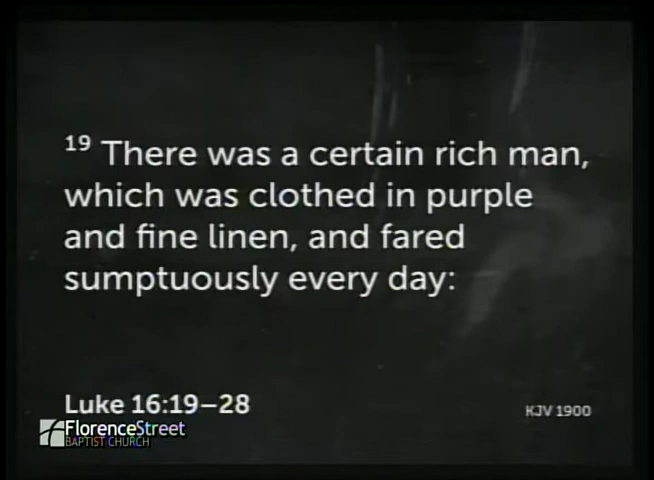 19 There was a certain rich man,
which was clothed in purple
and fine linen, and fared
sumptuously every day:
Luke 16:19–28
KJV 1900
FlorenceStreet
BAPTIST CHURCH